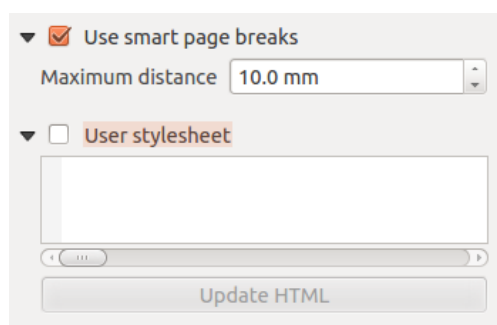 Use smart page breaks
Maximum distance 10.0 mm
User stylesheet
Update HTML